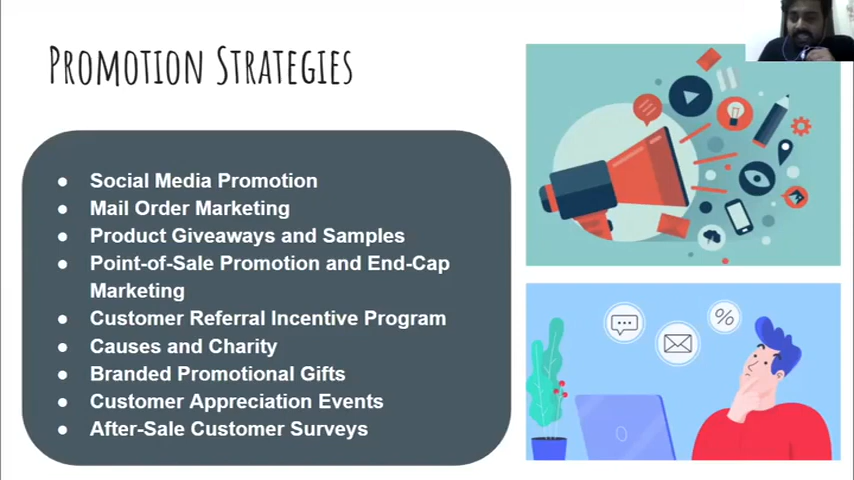 Promotion Strategies
● Social Media Promotion
● Mail Order Marketing
● Product Giveaways and Samples
● Point-of-Sale Promotion and End-Cap
Marketing
● Customer Referral Incentive Program
● Causes and Charity
● Branded Promotional Gifts
● Customer Appreciation Events
● After-Sale Customer Surveys
%